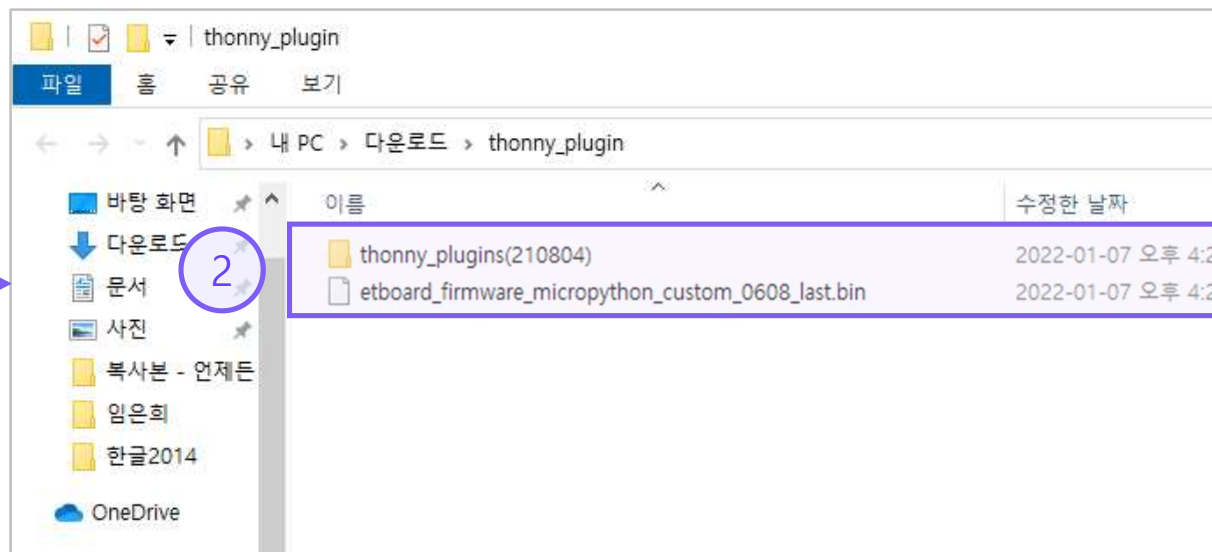 thonny_plugin
파일 홈 공유 보기
내 PC > 다운로드 > thonny_plugin
이름 수정한 날짜
바탕 화면
다운로드
문서
사진
복사본 - 언제든
임은희
한글2014
OneDrive
2
thonny_plugins(210804) 2022-01-07 오후 4:2
etboard_firmware_micropython_custom_0608_last.bin 2022-01-07 오후 4:2